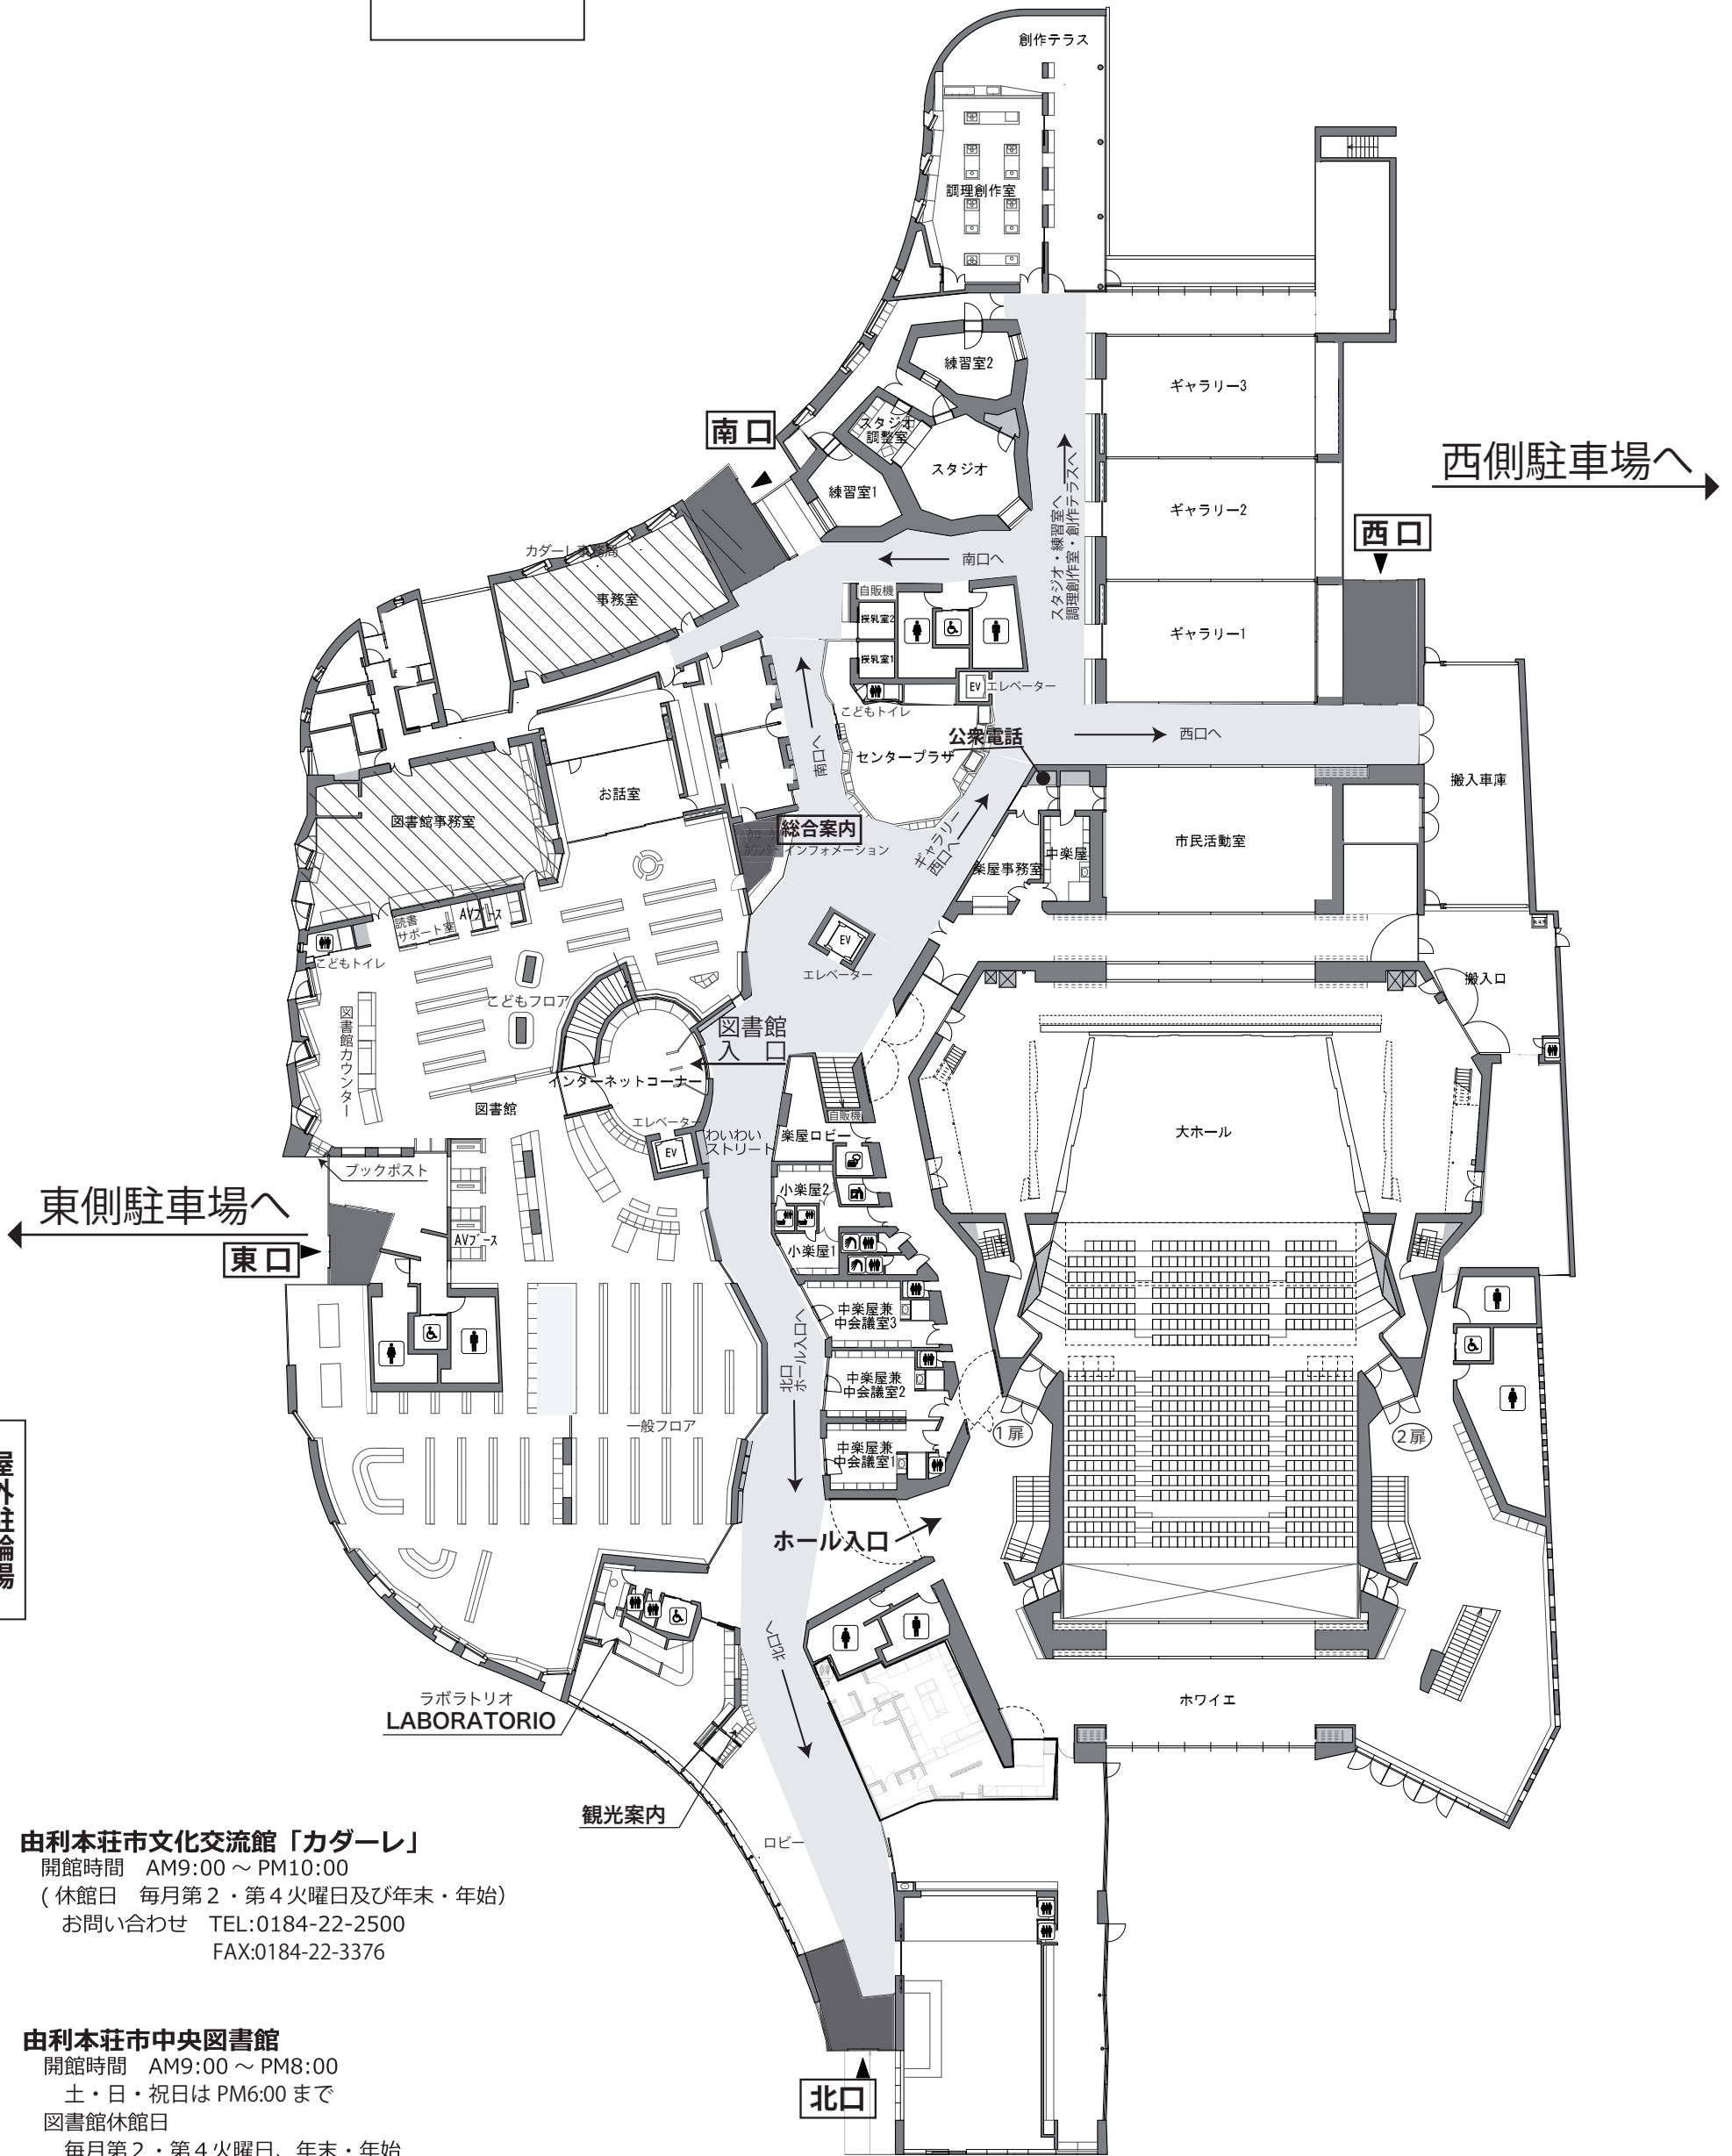 創作テラス
調理創作室
練習室2
スタジオ
調整室
スタジオ
練習室1
南口
ギャラリー3
ギャラリー2
ギャラリー1
西側駐車場へ
西口
スタジオ・練習室へ
調理創作室・創作テラスへ
南口へ
カダーレ事務局
事務室
自販機
授乳室2
授乳室1
EV
エレベーター
こどもトイレ
公衆電話
西口へ
センタープラザ
南口へ
搬入車庫
お話室
図書館事務室
総合案内
インフォメーション
ギャラリー
西口へ
市民活動室
中楽屋
楽屋事務室
AVブース
読書
サポート室
こどもトイレ
EV
エレベーター
搬入口
こどもフロア
図書館カウンター
図書館
入口
インターネットコーナー
図書館
自販機
大ホール
エレベーター
EV
わいわい
ストリート
楽屋ロビー
ブックポスト
小楽屋2
東側駐車場へ
東口
AVブース
小楽屋1
北口
ホール入口へ
中楽屋兼
中会議室3
中楽屋兼
中会議室2
中楽屋兼
中会議室1
1扉
2扉
一般フロア
屋外駐輪場
ホール入口
北口へ
ラボラトリオ
LABORATORIO
ホワイエ
観光案内
ロビー
由利本荘市文化交流館「カダーレ」
開館時間　AM9:00 ～ PM10:00
( 休館日　毎月第２・第４火曜日及び年末・年始）
お問い合わせ　TEL:0184-22-2500
FAX:0184-22-3376
由利本荘市中央図書館
開館時間　AM9:00 ～ PM8:00
土・日・祝日は PM6:00 まで
図書館休館日
毎月第２・第４火曜日、年末・年始
北口